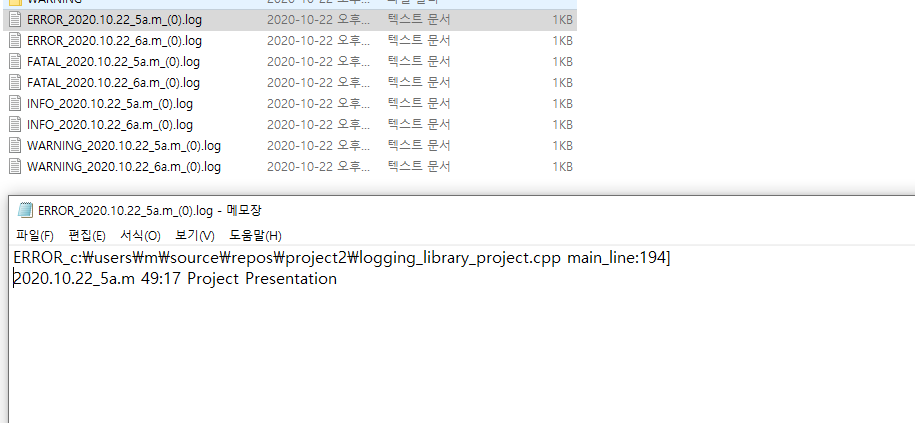 ERROR_2020.10.22_5a.m_(0).log 2020-10-22 오후... 텍스트 문서 1KB
ERROR_2020.10.22_6a.m_(0).log 2020-10-22 오후... 텍스트 문서 1KB
FATAL_2020.10.22_5a.m_(0).log 2020-10-22 오후... 텍스트 문서 1KB
FATAL_2020.10.22_6a.m_(0).log 2020-10-22 오후... 텍스트 문서 1KB
INFO_2020.10.22_5a.m_(0).log 2020-10-22 오후... 텍스트 문서 1KB
INFO_2020.10.22_6a.m_(0).log 2020-10-22 오후... 텍스트 문서 1KB
WARNING_2020.10.22_5a.m_(0).log 2020-10-22 오후... 텍스트 문서 1KB
WARNING_2020.10.22_6a.m_(0).log 2020-10-22 오후... 텍스트 문서 1KB
ERROR_2020.10.22_5a.m_(0).log - 메모장
파일(F) 편집(E) 서식(O) 보기(V) 도움말(H)
ERROR_c:₩users₩m₩source₩repos₩project2₩logging_library_project.cpp main_line:194]
2020.10.22_5a.m 49:17 Project Presentation